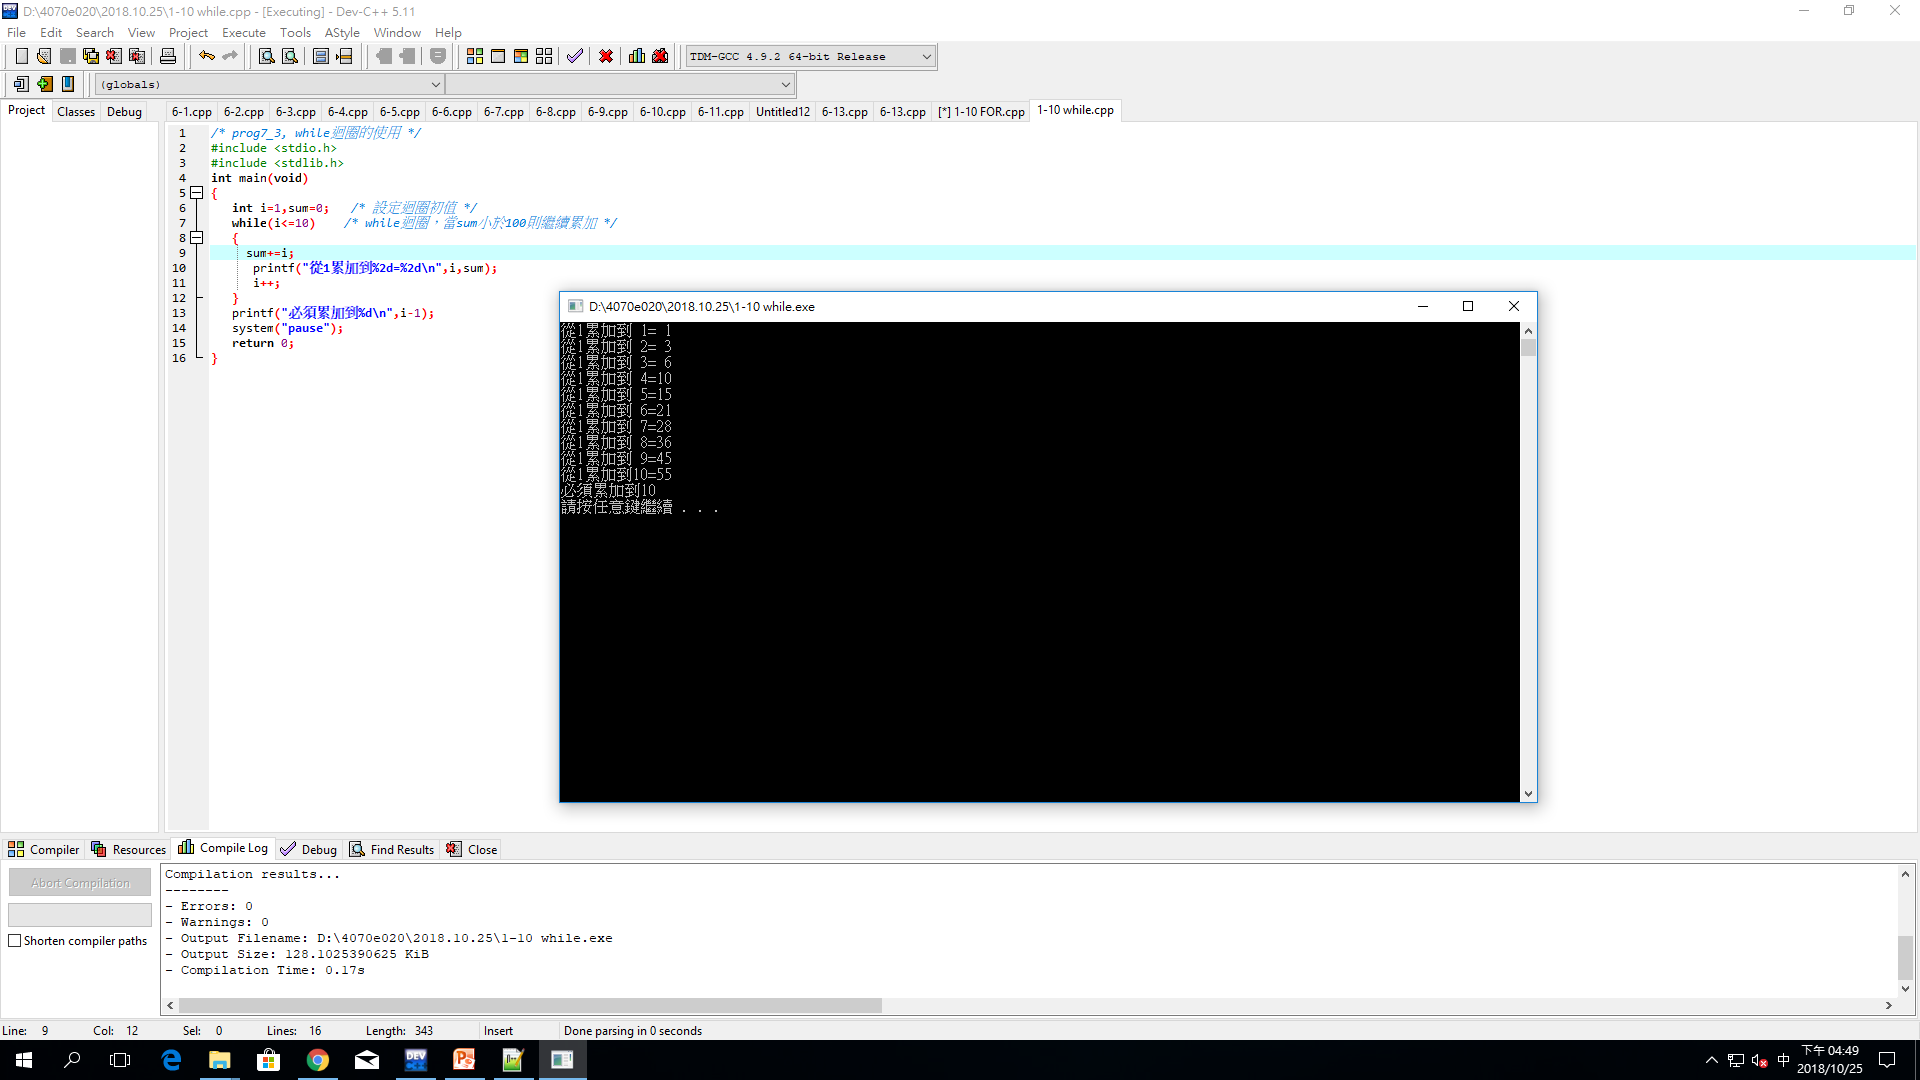 D:\4070e020\2018.10.25\1-10 while.cpp - [Executing] - Dev-C++ 5.11
File Edit Search View Project Execute Tools AStyle Window Help
TDM-GCC 4.9.2 64-bit Release
(globals)
Project Classes Debug
6-1.cpp 6-2.cpp 6-3.cpp 6-4.cpp 6-5.cpp 6-6.cpp 6-7.cpp 6-8.cpp 6-9.cpp 6-10.cpp 6-11.cpp Untitled12 6-13.cpp 6-13.cpp [*] 1-10 FOR.cpp 1-10 while.cpp
1 /* prog7_3, while迴圈的使用 */
2 #include <stdio.h>
3 #include <stdlib.h>
4 int main(void)
5 {
6 int i=1,sum=0; /* 設定迴圈初值 */
7 while(i<=10) /* while迴圈，當sum小於100則繼續累加 */
8 {
9 sum+=i;
10 printf("從1累加到%2d=%2d\n",i,sum);
11 i++;
12 }
13 printf("必須累加到%d\n",i-1);
14 system("pause");
15 return 0;
16 }
D:\4070e020\2018.10.25\1-10 while.exe
從1累加到 1= 1
從1累加到 2= 3
從1累加到 3= 6
從1累加到 4=10
從1累加到 5=15
從1累加到 6=21
從1累加到 7=28
從1累加到 8=36
從1累加到 9=45
從1累加到10=55
必須累加到10
請按任意鍵繼續 . . .
Compiler Resources Compile Log Debug Find Results Close
Abort Compilation
Shorten compiler paths
Compilation results...
--------
- Errors: 0
- Warnings: 0
- Output Filename: D:\4070e020\2018.10.25\1-10 while.exe
- Output Size: 128.1025390625 KiB
- Compilation Time: 0.17s
Line: 9 Col: 12 Sel: 0 Lines: 16 Length: 343 Insert Done parsing in 0 seconds
中
下午 04:49
2018/10/25